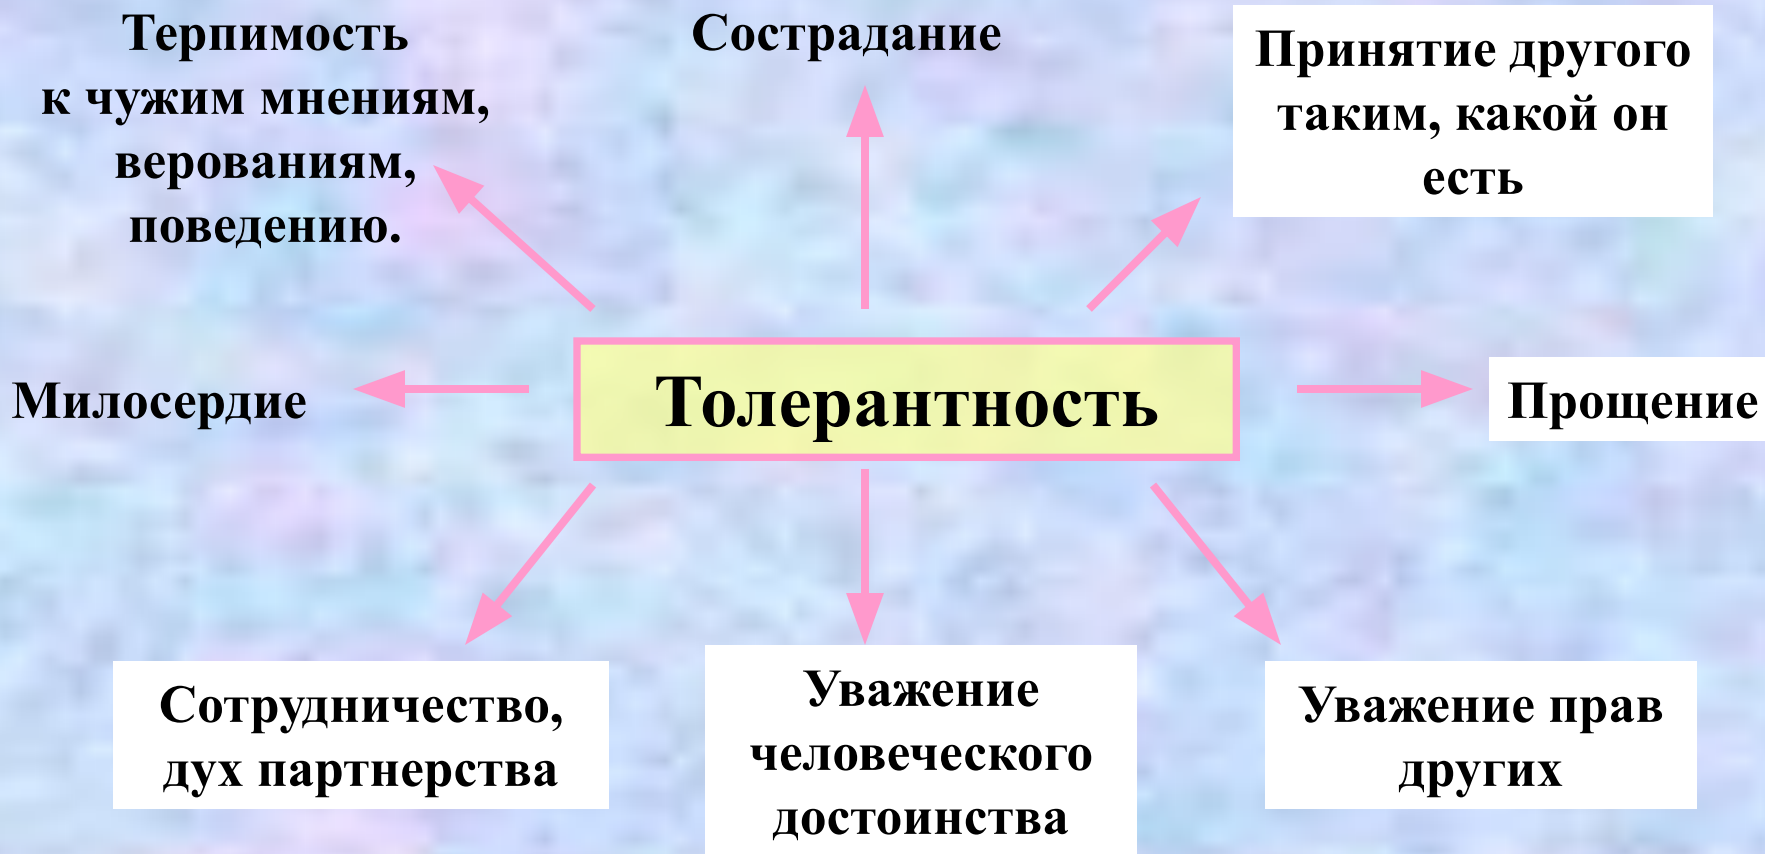 Терпимость
к чужим мнениям,
верованиям,
поведению.
Сострадание
Принятие другого
таким, какой он
есть
Милосердие
Толерантность
Прощение
Сотрудничество,
дух партнерства
Уважение
человеческого
достоинства
Уважение прав
других